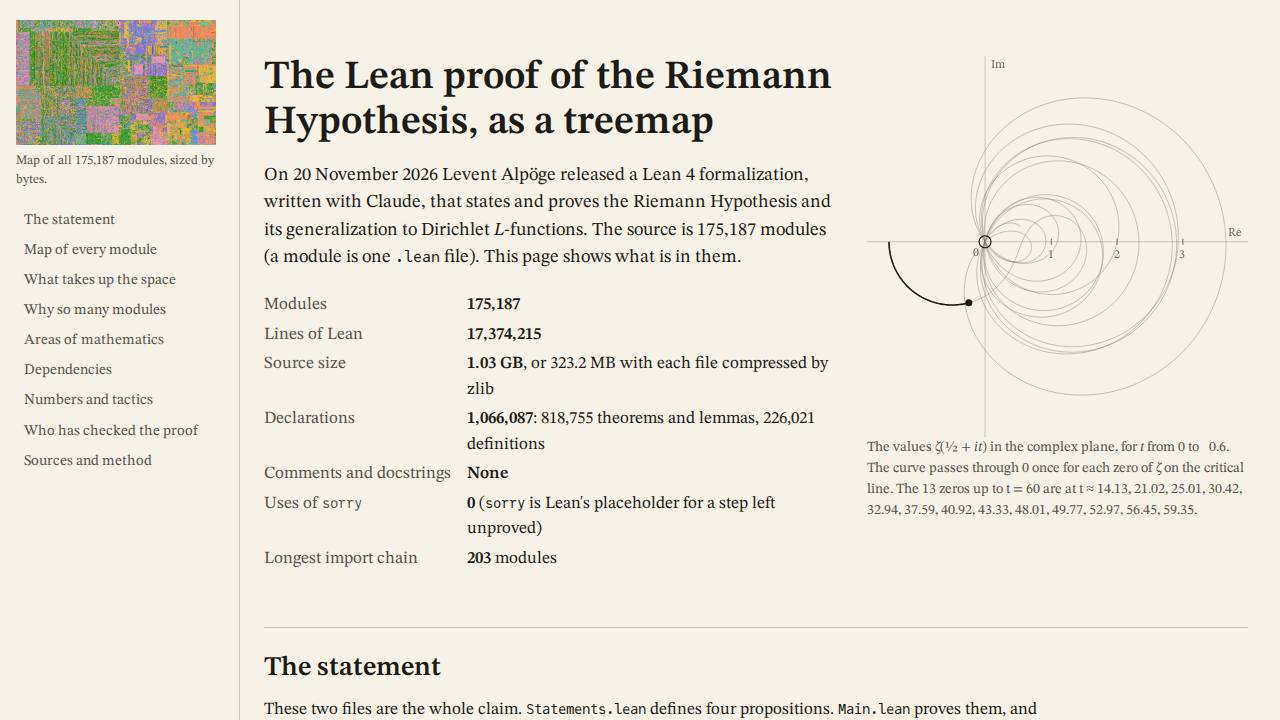 Map of all 175,187 modules, sized by
bytes.
The statement
Map of every module
What takes up the space
Why so many modules
Areas of mathematics
Dependencies
Numbers and tactics
Who has checked the proof
Sources and method
The Lean proof of the Riemann
Hypothesis, as a treemap
On 20 November 2026 Levent Alpöge released a Lean 4 formalization,
written with Claude, that states and proves the Riemann Hypothesis and
its generalization to Dirichlet L-functions. The source is 175,187 modules
(a module is one .lean file). This page shows what is in them.
Modules 175,187
Lines of Lean 17,374,215
Source size 1.03 GB, or 323.2 MB with each file compressed by
zlib
Declarations 1,066,087: 818,755 theorems and lemmas, 226,021
definitions
Comments and docstrings None
Uses of sorry 0 (sorry is Lean's placeholder for a step left
unproved)
Longest import chain 203 modules
Im
Re
0 1 2 3
The values ζ(½ + it) in the complex plane, for t from 0 to 0.6.
The curve passes through 0 once for each zero of ζ on the critical
line. The 13 zeros up to t = 60 are at t ≈ 14.13, 21.02, 25.01, 30.42,
32.94, 37.59, 40.92, 43.33, 48.01, 49.77, 52.97, 56.45, 59.35.
The statement
These two files are the whole claim. Statements.lean defines four propositions. Main.lean proves them, and